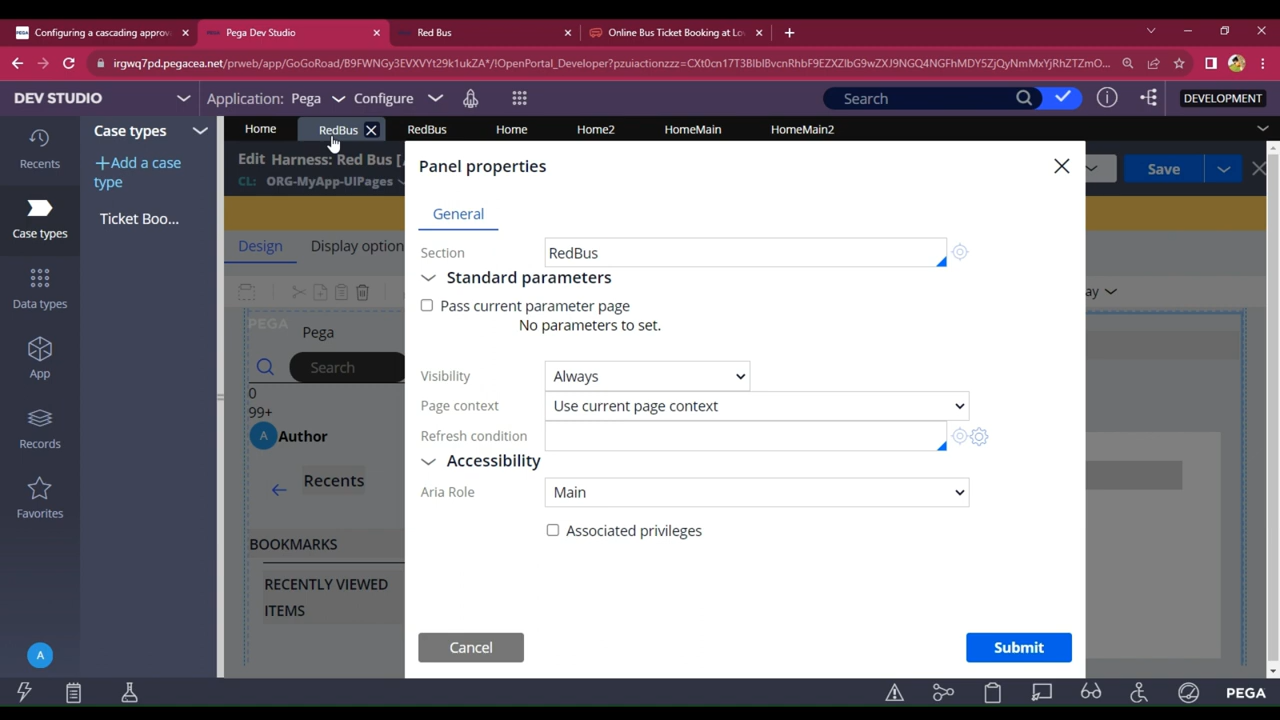 Configuring a cascading approv
Pega Dev Studio
Red Bus
Online Bus Ticket Booking at Lo
irgwq7pd.pegacea.net/prweb/app/GoGoRoad/B9FWNGy3EVXVYt29k1ukZA*/!OpenPortal_Developer?pzuiactionzzz=CXt0cn17T3BlblBvcnRhbF9EZXZlbG9wZXJ9NGQ4NGFhMDY5ZjQyNmMxYjRhZTZmO...
DEV STUDIO
Application: Pega
Configure
Search
DEVELOPMENT
Recents
Case types
Data types
App
Records
Favorites
A
Case types
+Add a case
type
Ticket Boo...
Home
RedBus
RedBus
Home
Home2
HomeMain
HomeMain2
Edit Harness: Red Bus [
CL: ORG-MyApp-UIPages
Save
Design
Display option
ay
PEGA
Pega
Search
0
99+
A Author
Recents
BOOKMARKS
RECENTLY VIEWED
ITEMS
Panel properties
General
Section
RedBus
Standard parameters
Pass current parameter page
No parameters to set.
Visibility
Always
Page context
Use current page context
Refresh condition
Accessibility
Aria Role
Main
Associated privileges
Cancel
Submit
PEGA